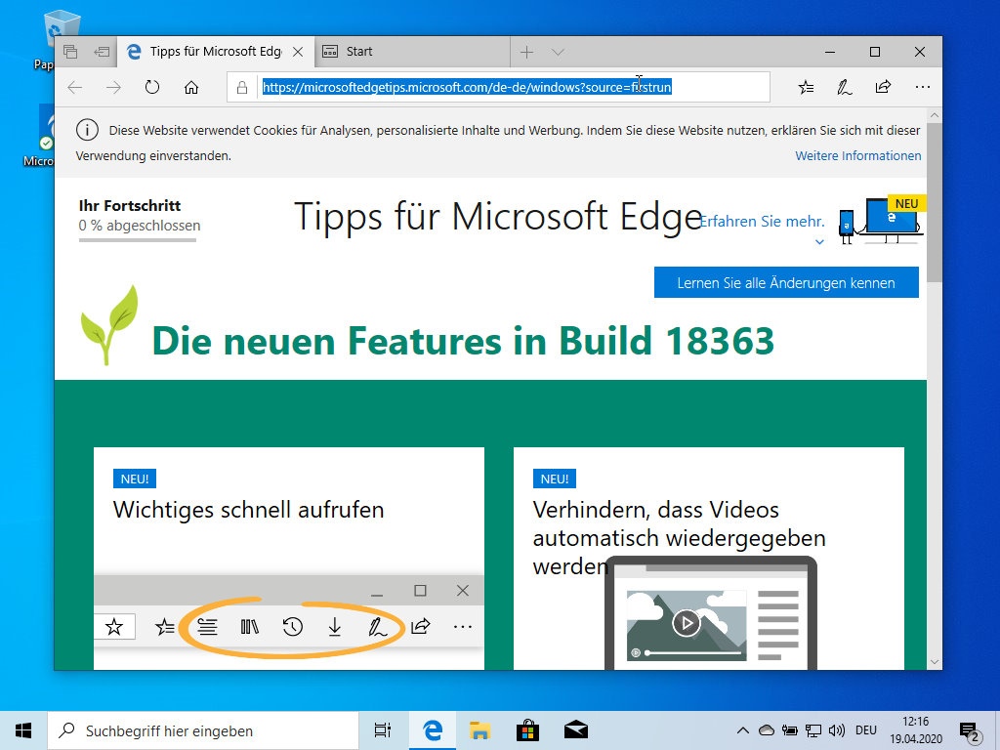 Pap
Micro
Tipps für Microsoft Edg
Start
https://microsoftedgetips.microsoft.com/de-de/windows?source=firstrun
Diese Website verwendet Cookies für Analysen, personalisierte Inhalte und Werbung. Indem Sie diese Website nutzen, erklären Sie sich mit dieser
Verwendung einverstanden.
Weitere Informationen
Ihr Fortschritt
0 % abgeschlossen
Tipps für Microsoft Edge
Erfahren Sie mehr.
NEU
Lernen Sie alle Änderungen kennen
Die neuen Features in Build 18363
NEU!
Wichtiges schnell aufrufen
NEU!
Verhindern, dass Videos
automatisch wiedergegeben
werden
Suchbegriff hier eingeben
DEU
12:16
19.04.2020
2